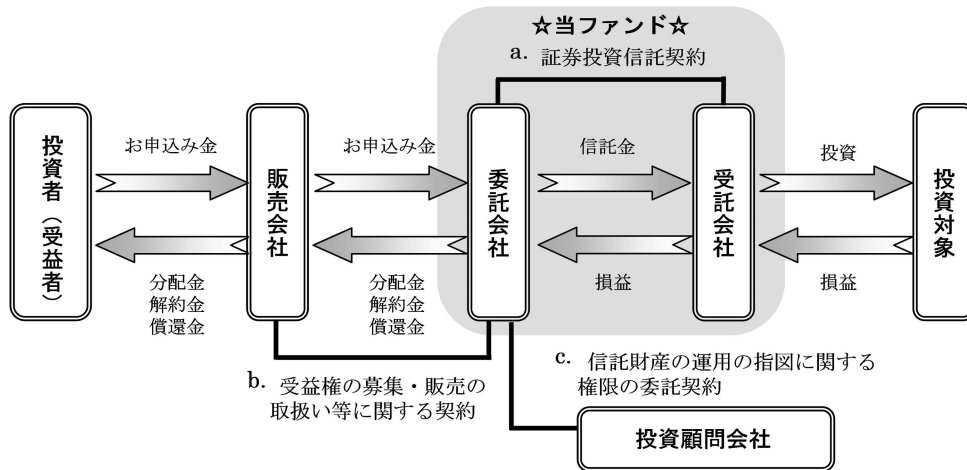 ☆当ファンド☆
a. 証券投資信託契約
投資者（受益者）
お申込み金
販売会社
お申込み金
委託会社
信託金
受託会社
投資
投資対象
分配金
解約金
償還金
分配金
解約金
償還金
損益
損益
b. 受益権の募集・販売の
取扱い等に関する契約
c. 信託財産の運用の指図に関する
権限の委託契約
投資顧問会社